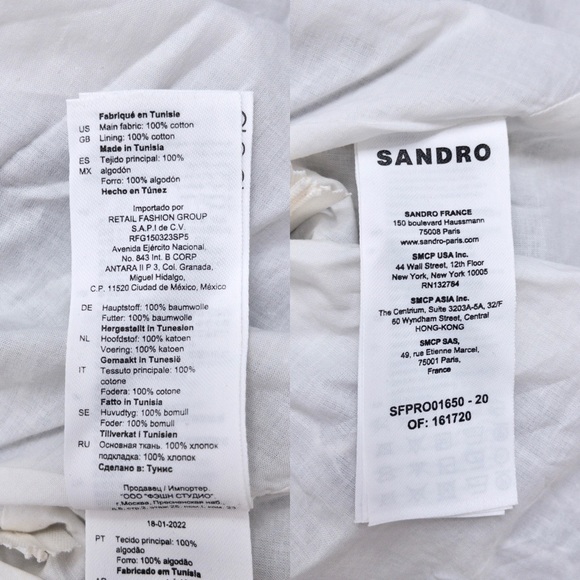 Fabriqué en Tunisie
US Main fabric: 100% cotton
GB Lining: 100% cotton
Made in Tunisia
ES Tejido principal: 100%
MX algodón
Forro: 100% algodón
Hecho en Túnez
Importado por
RETAIL FASHION GROUP
S.A.P.I de C.V.
RFG150323SP5
Avenida Ejército Nacional.
No. 843 Int. B CORP
ANTARA II P 3, Col, Granada,
Miguel Hidalgo,
C.P. 11520 Ciudad de México, México
DE Hauptstoff: 100% baumwolle
Futter: 100% baumwolle
Hergestellt in Tunesien
NL Hoofdstof: 100% katoen
Voering: 100% katoen
Gemaakt in Tunesië
IT Tessuto principale: 100%
cotone
Fodera: 100% cotone
Fatto in Tunisia
SE Huvudtyg: 100% bomull
Foder: 100% bomull
Tillverkat i Tunisien
RU Основная ткань. 100% хлопок
подкладка: 100% хлопок
Сделано в: Тунис
Продавец / Импортер.
"ООО "ФЭШН СТУДИО".
г.Москва,
18-01-2022
PT Tecido principal: 100%
algodão
Forro: 100% algodão
Fabricado em Tunísia
SANDRO
SANDRO FRANCE
150 boulevard Haussmann
75008 Paris
www.sandro-paris.com
SMCP USA Inc.
44 Wall Street, 12th Floor
New York, New York 10005
RN132784
SMCP ASIA Inc.
The Centrium, Suite 3203A-5A, 32/F
60 Wyndham Street, Central
HONG-KONG
SMCP SAS,
49, rue Etienne Marcel,
75001 Paris,
France
SFPRO01650 - 20
OF: 161720